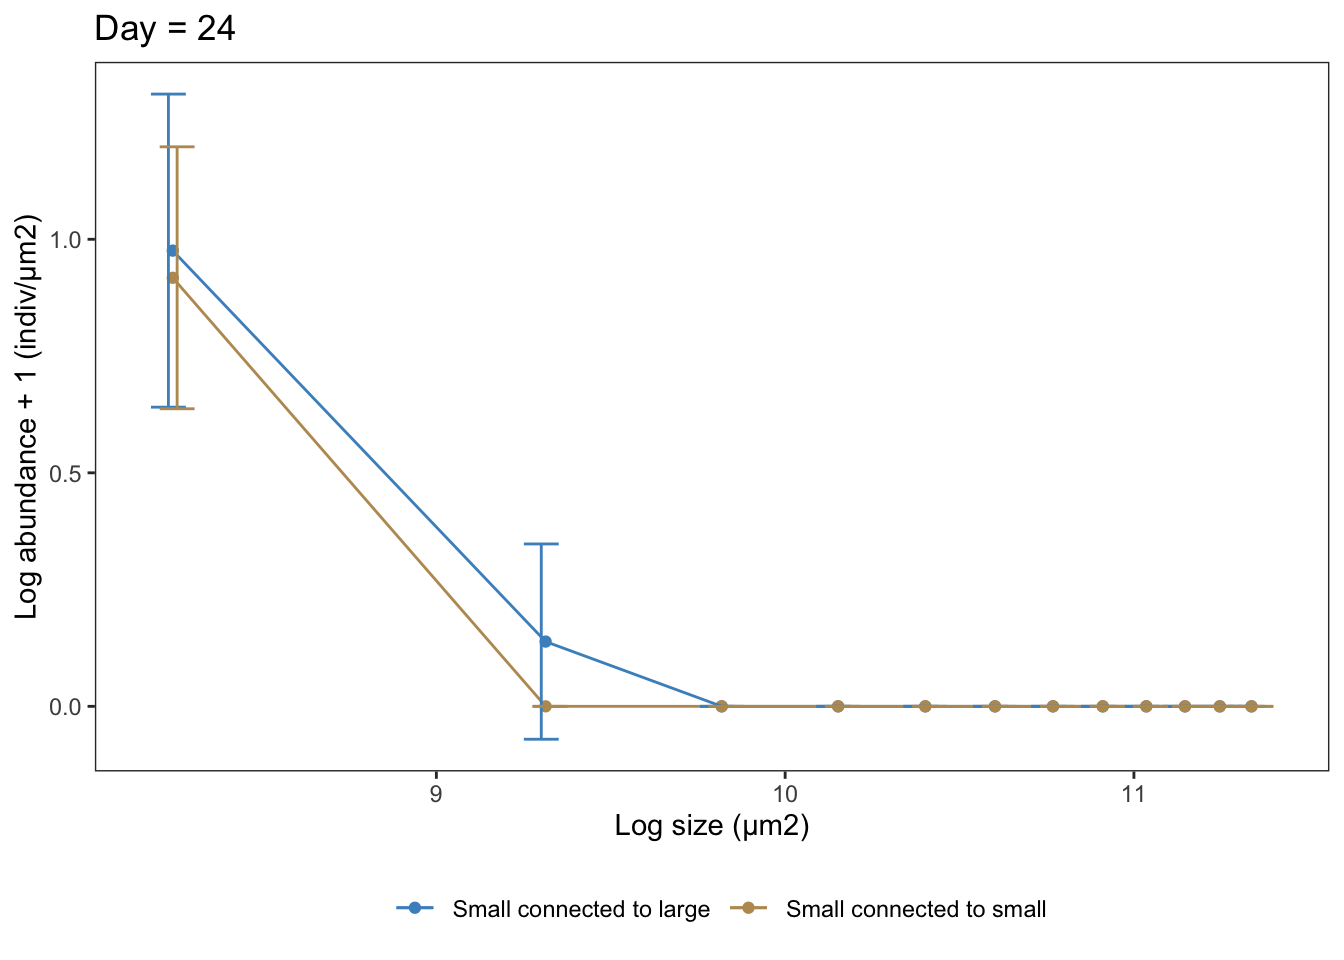 Day = 24
Log abundance + 1 (indiv/µm2)
1.0
0.5
0.0
9
10
11
Log size (µm2)
Small connected to large
Small connected to small